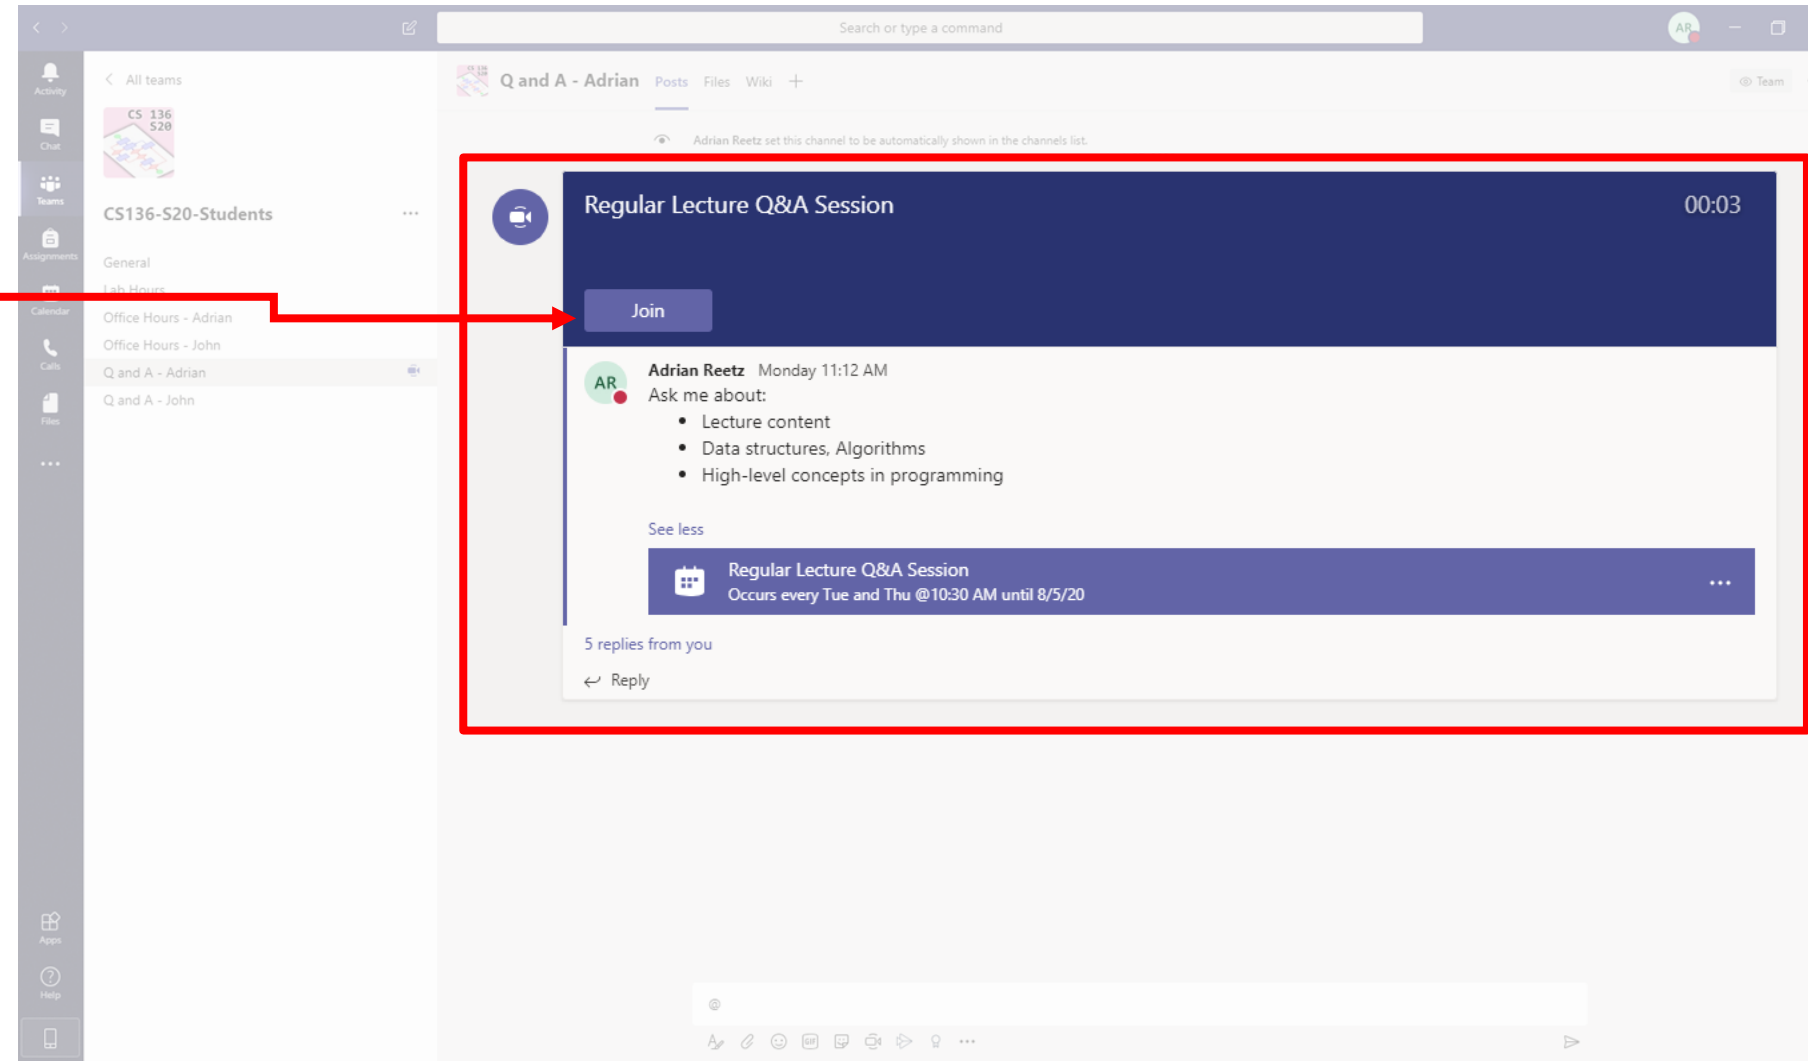 Search or type a command
AR
Activity
Chat
Teams
Assignments
Calendar
Calls
Files
Apps
Help
All teams
CS 136
S20
CS136-S20-Students
General
Lab Hours
Office Hours - Adrian
Office Hours - John
Q and A - Adrian
Q and A - John
CS 136
S20
Q and A - Adrian Posts Files Wiki
Team
Adrian Reetz set this channel to be automatically shown in the channels list.
Regular Lecture Q&A Session 00:03
Join
AR
Adrian Reetz Monday 11:12 AM
Ask me about:
• Lecture content
• Data structures, Algorithms
• High-level concepts in programming
See less
Regular Lecture Q&A Session
Occurs every Tue and Thu @10:30 AM until 8/5/20
5 replies from you
Reply
@
GIF